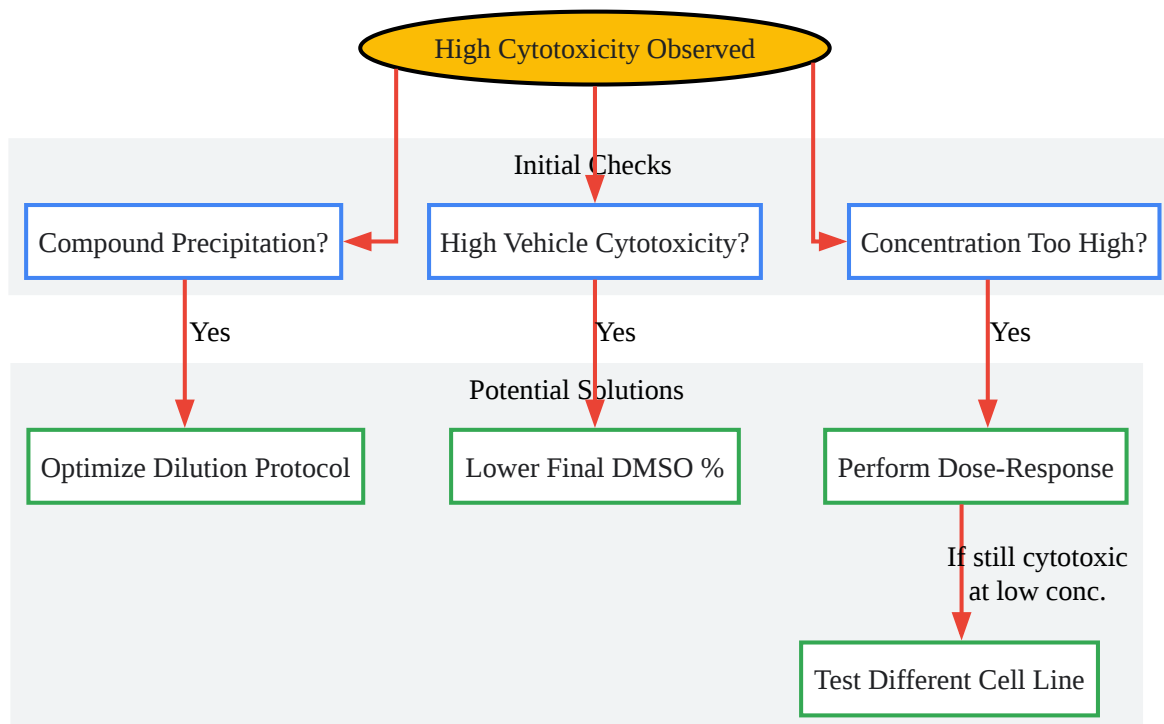 High Cytotoxicity Observed
Initial Checks
Compound Precipitation?
High Vehicle Cytotoxicity?
Concentration Too High?
Yes
Yes
Yes
Potential Solutions
Optimize Dilution Protocol
Lower Final DMSO %
Perform Dose-Response
If still cytotoxic
at low conc.
Test Different Cell Line